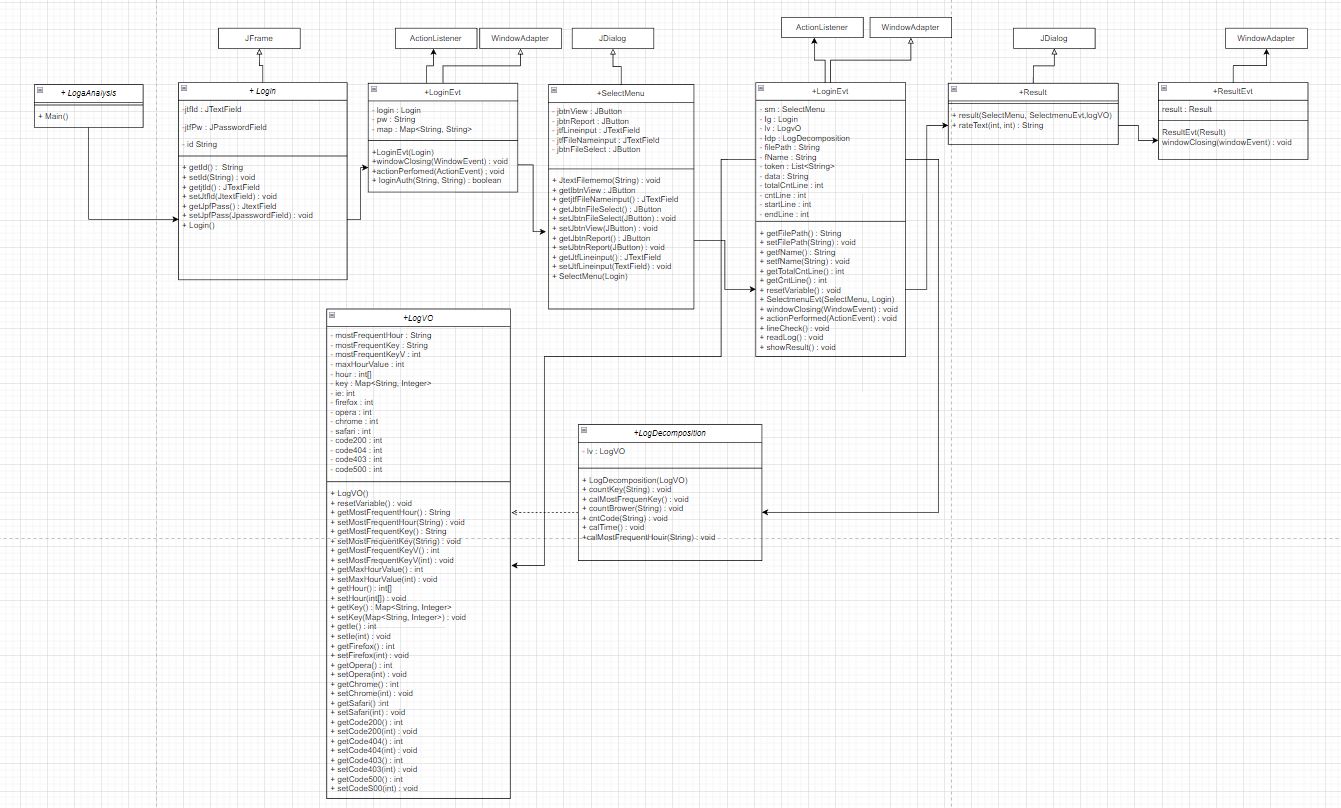 JFrame
ActionListener
WindowAdapter
JDialog
ActionListener
WindowAdapter
JDialog
WindowAdapter
+ LogaAnalysis
+ Main()
+ Login
-jtfId : JTextField
-jtfPw : JPasswordField
-.id String
+ getId() : String
+ setId(String) : void
+ getjtId() : JTextField
+ setJtfId(JtextField) : void
+ getJpfPass() : JtextField
+ setJpfPass(JpasswordField) : void
+ Login()
+LoginEvt
- login : Login
- pw : String
- map : Map<String, String>
+LoginEvt(Login)
+windowClosing(WindowEvent) : void
+actionPerfomed(ActionEvent) ; void
+ loginAuth(String, String) : boolean
+SelectMenu
- jbtnView : JButton
- jbtnReport : JButton
- jtfLineinput : JTextField
- jtfFileNameinput : JTextField
- jbtnFileSelect : JButton
+ JtextFilememo(String) : void
+ getIbtnView : JButton
+ getjtfFileNameinput() : JTextField
+ getJbtnFileSelect() : JButton
+ setJbtnFileSelect(JButton) : void
+ setJbtnView(JButton) : void
+ getJbtnReport() : JButton
+ setJbtnReport(JButton) : void
+ getJtfLineinput() : JTextField
+ setJtfLineinput(TextField) : void
+ SelectMenu(Login)
+LoginEvt
- sm : SelectMenu
- lg : Login
- lv : LogvO
- ldp : LogDecomposition
- filePath : String
- fName : String
- token : List<String>
- data : String
- totalCntLine : int
- cntLine : int
- startLine : int
- endLine : int
+ getFilePath() : String
+ setFilePath(String) : void
+ getfName() : String
+ setfName(String) : void
+ getTotalCntLine() : int
+ getCntLine() : int
+ resetVariable() : void
+ SelectmenuEvt(SelectMenu, Login)
+ windowClosing(WindowEvent) : void
+ actionPerformed(ActionEvent) : void
+ lineCheck() : void
+ readLog() : void
+ showResult() : void
+Result
+ result(SelectMenu, SelectmenuEvt,logVO)
+ rateText(int, int) : String
+ResultEvt
result : Result
ResultEvt(Result)
windowClosing(windowEvent) : void
+LogVO
- mostFrequentHour : String
- mostFrequentKey : String
- mostFrequentKeyV : int
- maxHourValue : int
- hour : int[]
- key : Map<String, Integer>
- ie: int
- firefox : int
- opera : int
- chrome : int
- safari : int
- code200 : int
- code404 : int
- code403 : int
- code500 : int
+ LogVO()
+ resetVariable() : void
+ getMostFrequentHour() : String
+ setMostFrequentHour(String) : void
+ getMostFrequentKey() : String
+ setMostFrequentKey(String) : void
+ getMostFrequentKeyV() : int
+ setMostFrequentKeyV(int) : void
+ getMaxHourValue() : int
+ setMaxHourValue(int) : void
+ getHour() : int[]
+ setHour(int[]) : void
+ getKey() : Map<String, Integer>
+ setKey(Map<String, Integer>) : void
+ getIe() : int
+ setIe(int) : void
+ getFirefox() : int
+ setFirefox(int) : void
+ getOpera() : int
+ setOpera(int) : void
+ getChrome() : int
+ setChrome(int) : void
+ getSafari() : int
+ setSafari(int) : void
+ getCode200() : int
+ setCode200(int) : void
+ getCode404() : int
+ setCode404(int) : void
+ getCode403() : int
+ setCode403(int) : void
+ getCode500() : int
+ setCodeS00(int) : void
+LogDecomposition
- lv : LogVO
+ LogDecomposition(LogVO)
+ countKey(String) : void
+ calMostFrequenKey() : void
+ countBrower(String) : void
+ cntCode(String) : void
+ calTime() : void
+calMostFrequentHouir(String) : void